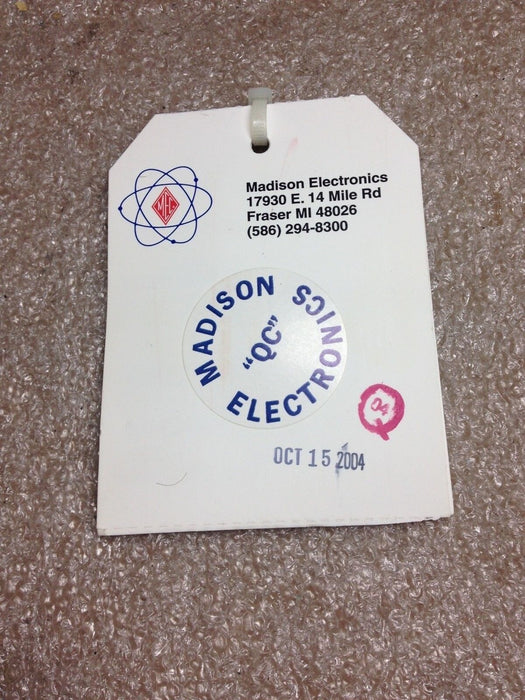 MEC
Madison Electronics
17930 E. 14 Mile Rd
Fraser MI 48026
(586) 294-8300
MADISON ELECTRONICS
"QC"
04
OCT 15 2004